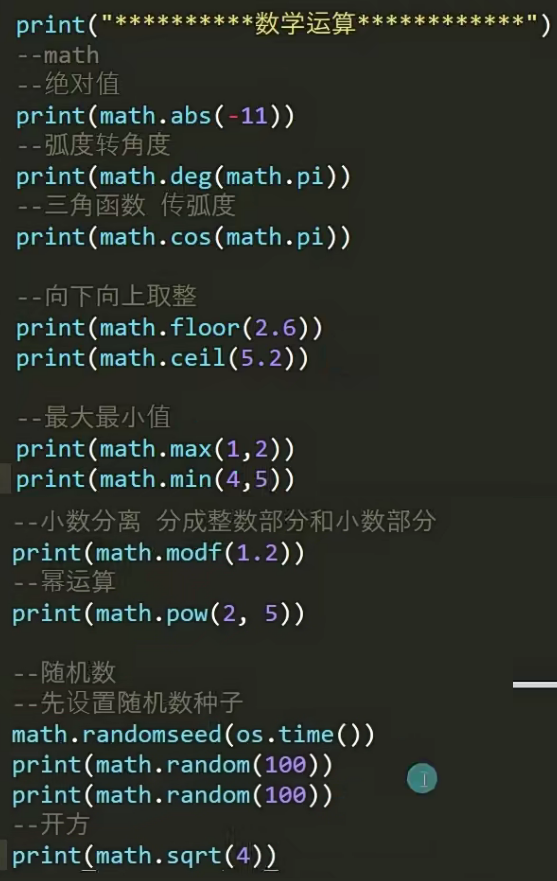 print("**********数学运算************")
--math
--绝对值
print(math.abs(-11))
--弧度转角度
print(math.deg(math.pi))
--三角函数 传弧度
print(math.cos(math.pi))
--向下向上取整
print(math.floor(2.6))
print(math.ceil(5.2))
--最大最小值
print(math.max(1,2))
print(math.min(4,5))
--小数分离 分成整数部分和小数部分
print(math.modf(1.2))
--幂运算
print(math.pow(2, 5))
--随机数
--先设置随机数种子
math.randomseed(os.time())
print(math.random(100))
print(math.random(100))
--开方
print(math.sqrt(4))